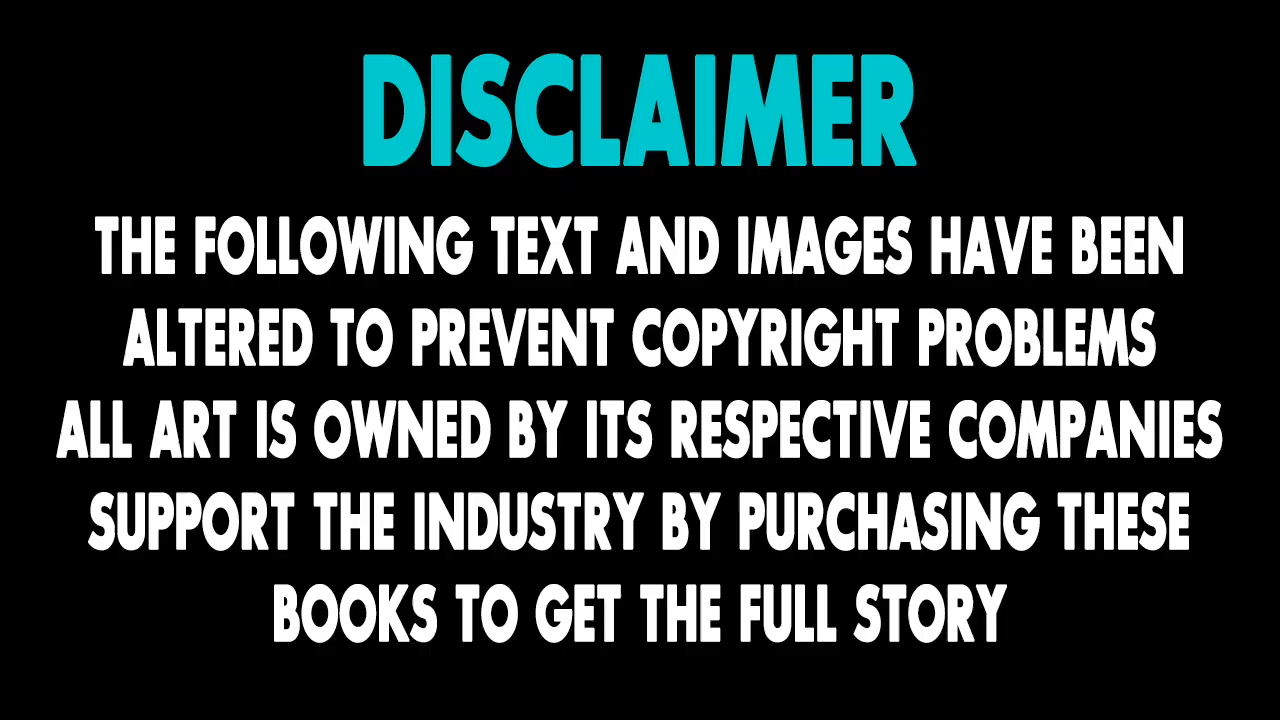 DISCLAIMER
THE FOLLOWING TEXT AND IMAGES HAVE BEEN
ALTERED TO PREVENT COPYRIGHT PROBLEMS
ALL ART IS OWNED BY ITS RESPECTIVE COMPANIES
SUPPORT THE INDUSTRY BY PURCHASING THESE
BOOKS TO GET THE FULL STORY